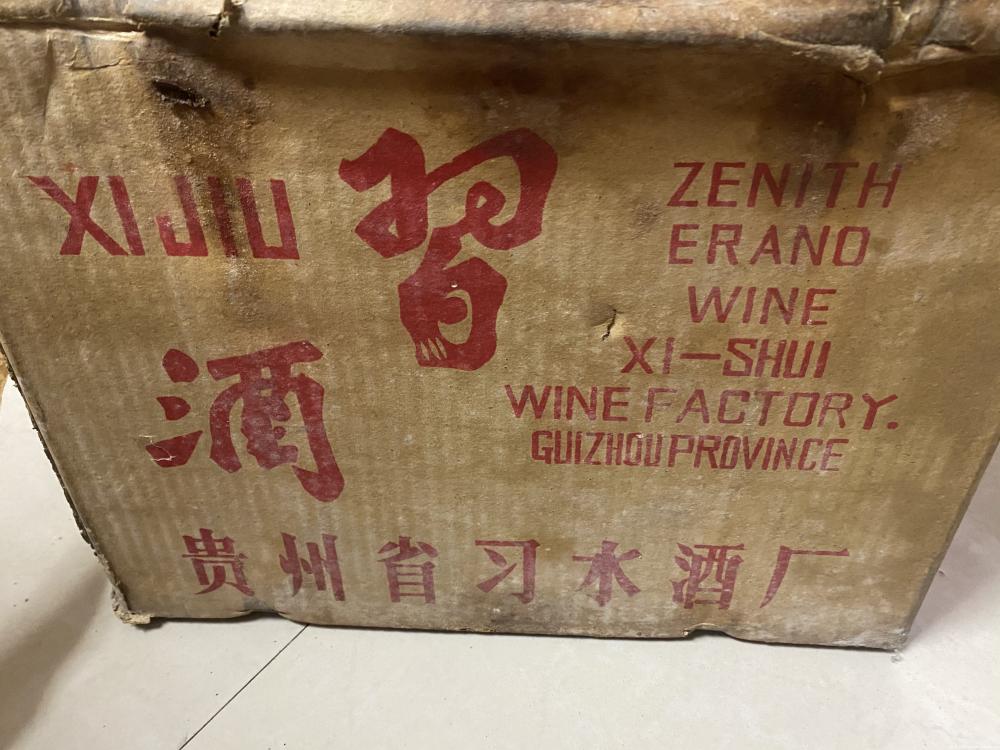 XIJIU
習
酒
ZENITH
ERANO
WINE
XI-SHUI
WINE FACTORY.
GUIZHOU PROVINCE
贵州省习水酒厂